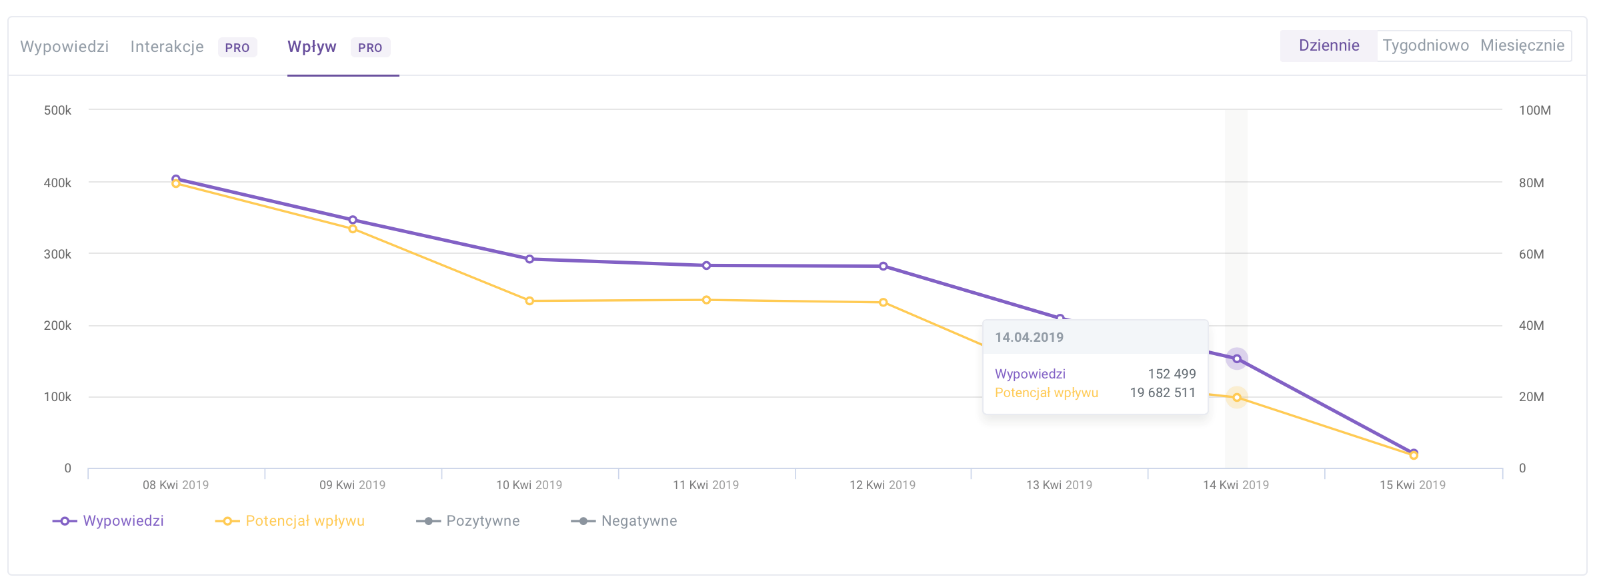 Wypowiedzi Interakcje PRO Wpływ PRO Dziennie Tygodniowo Miesięcznie
500k 100M
400k 80M
300k 60M
200k 40M
14.04.2019
Wypowiedzi 152 499
Potencjał wpływu 19 682 511
100k 20M
0 0
08 Kwi 2019 09 Kwi 2019 10 Kwi 2019 11 Kwi 2019 12 Kwi 2019 13 Kwi 2019 14 Kwi 2019 15 Kwi 2019
Wypowiedzi Potencjał wpływu Pozytywne Negatywne